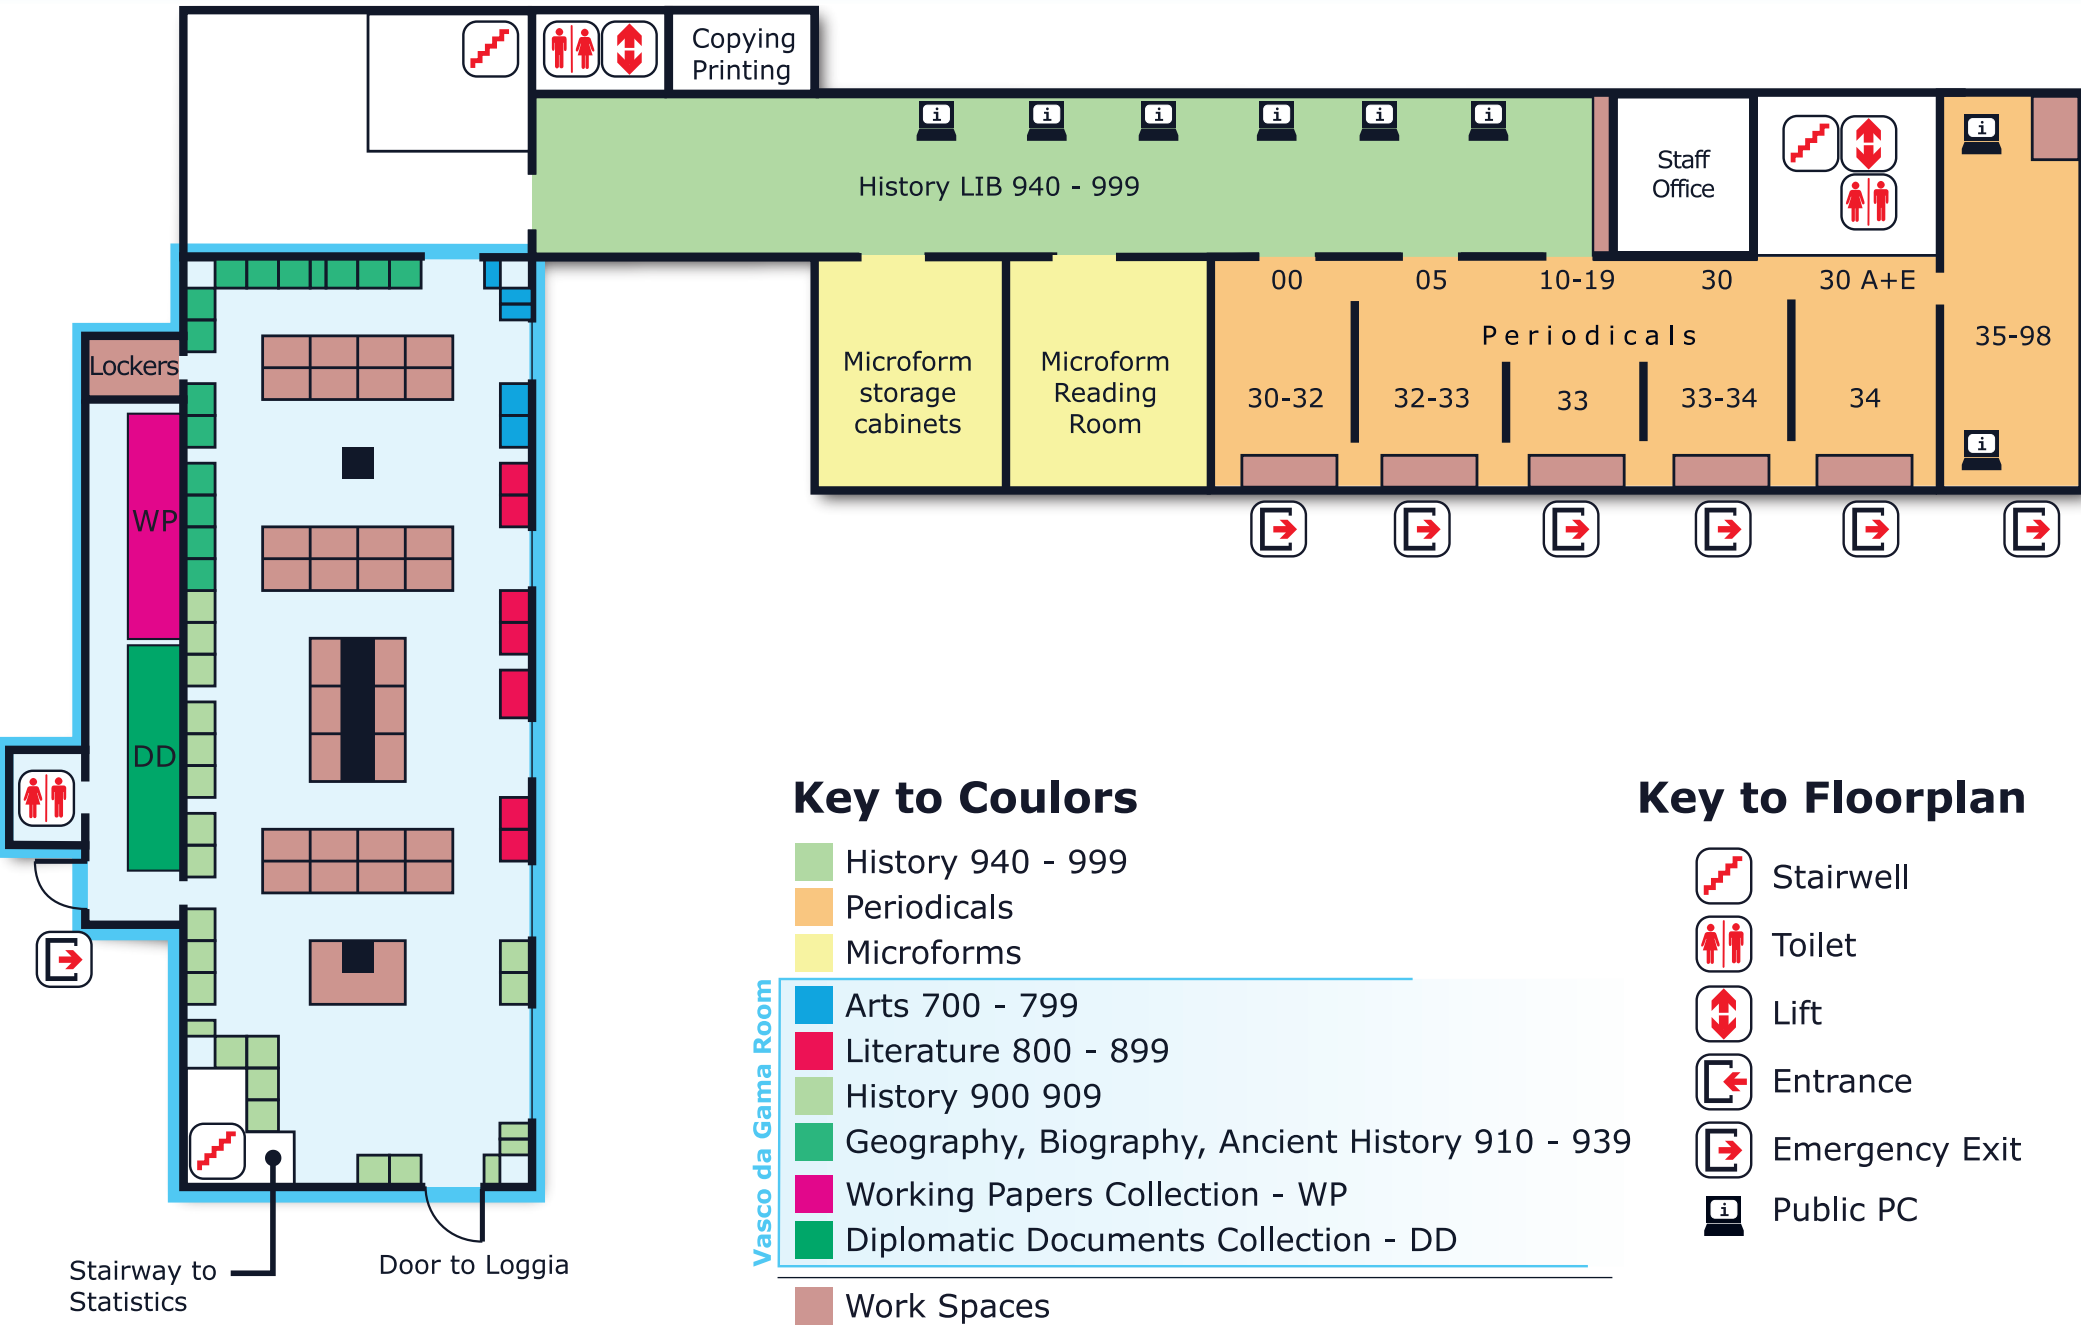 Copying
Printing
History LIB 940 - 999
Staff
Office
00
05
10-19
30
30 A+E
Periodicals
35-98
Microform
storage
cabinets
Microform
Reading
Room
30-32
32-33
33
33-34
34
Lockers
WP
DD
Stairway to
Statistics
Door to Loggia
Key to Coulors
History 940 - 999
Periodicals
Microforms
Vasco da Gama Room
Arts 700 - 799
Literature 800 - 899
History 900 909
Geography, Biography, Ancient History 910 - 939
Working Papers Collection - WP
Diplomatic Documents Collection - DD
Work Spaces
Key to Floorplan
Stairwell
Toilet
Lift
Entrance
Emergency Exit
Public PC